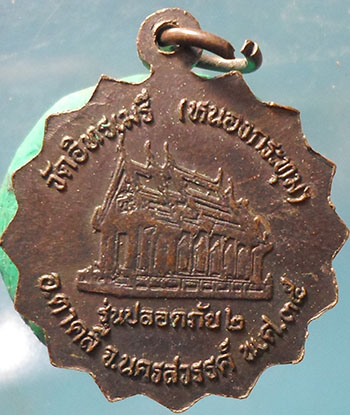 วัดอินทรมรี (หนองกระทุ่ม)
รุ่นปลอดภัย ๒
อ.ตาคลี จ.นครสวรรค์ พ.ศ.๓๕